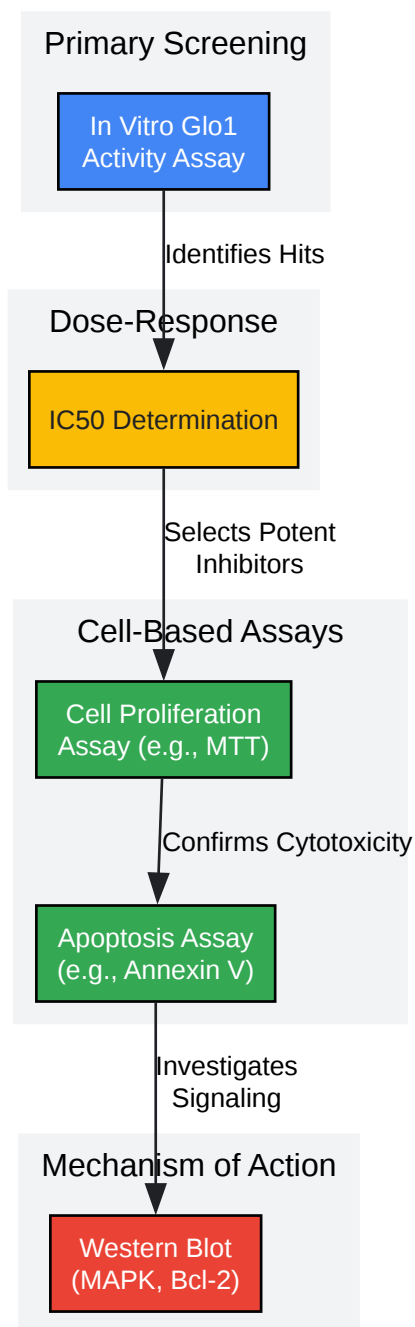 Primary Screening
In Vitro Glo1
Activity Assay
Identifies Hits
Dose-Response
IC50 Determination
Selects Potent
Inhibitors
Cell-Based Assays
Cell Proliferation
Assay (e.g., MTT)
Confirms Cytotoxicity
Apoptosis Assay
(e.g., Annexin V)
Investigates
Signaling
Mechanism of Action
Western Blot
(MAPK, Bcl-2)